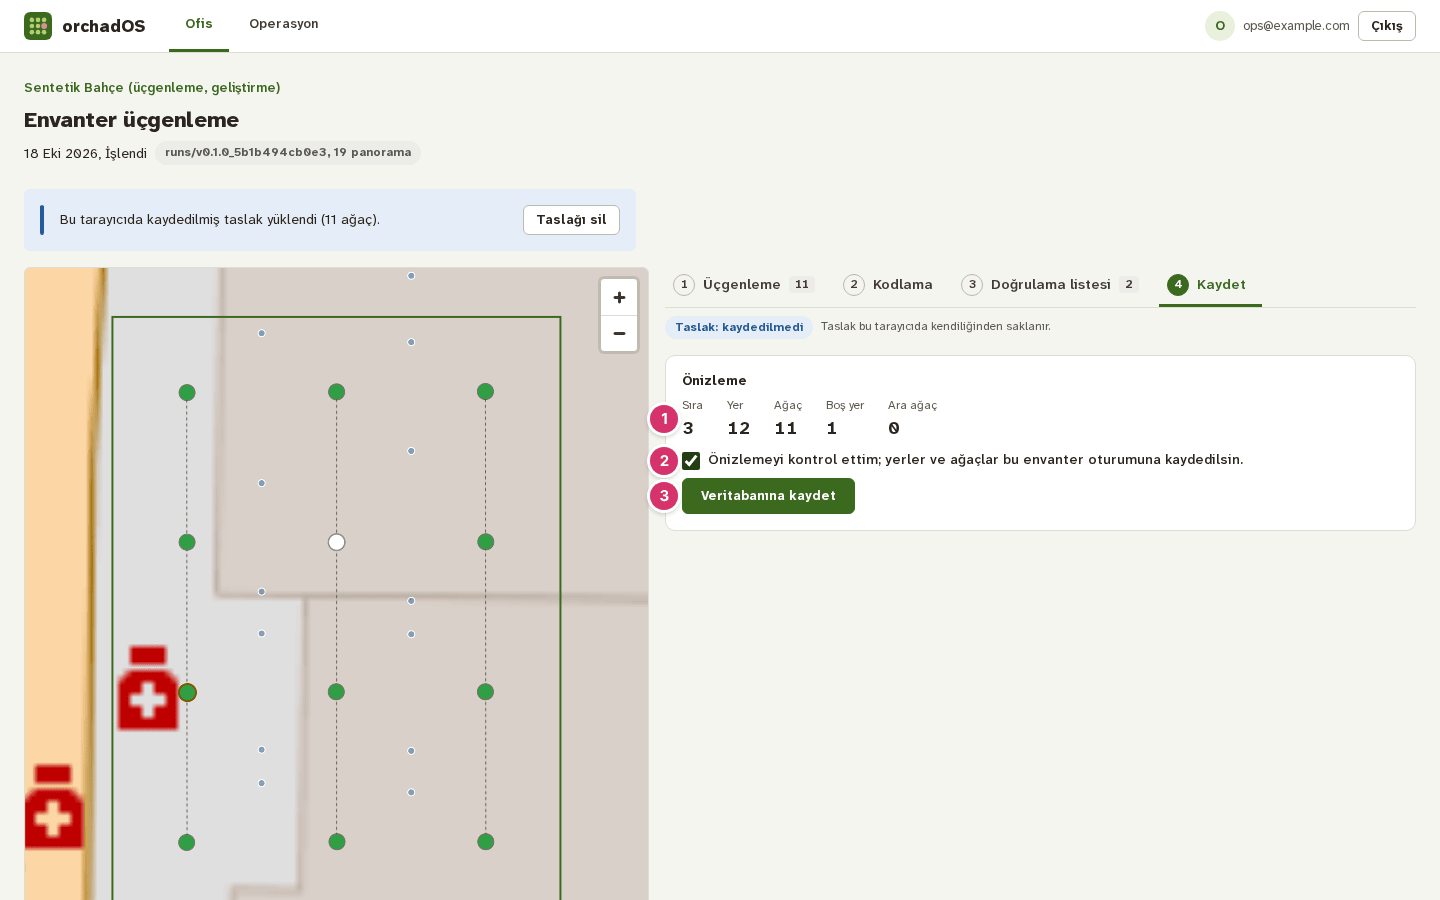 orchadOS
Ofis
Operasyon
O
ops@example.com
Çıkış
Sentetik Bahçe (üçgenleme, geliştirme)
Envanter üçgenleme
18 Eki 2026, İşlendi
runs/v0.1.0_5b1b494cb0e3, 19 panorama
Bu tarayıcıda kaydedilmiş taslak yüklendi (11 ağaç).
Taslağı sil
+
−
1 Üçgenleme 11
2 Kodlama
3 Doğrulama listesi 2
4 Kaydet
Taslak: kaydedilmedi
Taslak bu tarayıcıda kendiliğinden saklanır.
Önizleme
Sıra Yer Ağaç Boş yer Ara ağaç
1 3 12 11 1 0
2 Önizlemeyi kontrol ettim; yerler ve ağaçlar bu envanter oturumuna kaydedilsin.
3 Veritabanına kaydet